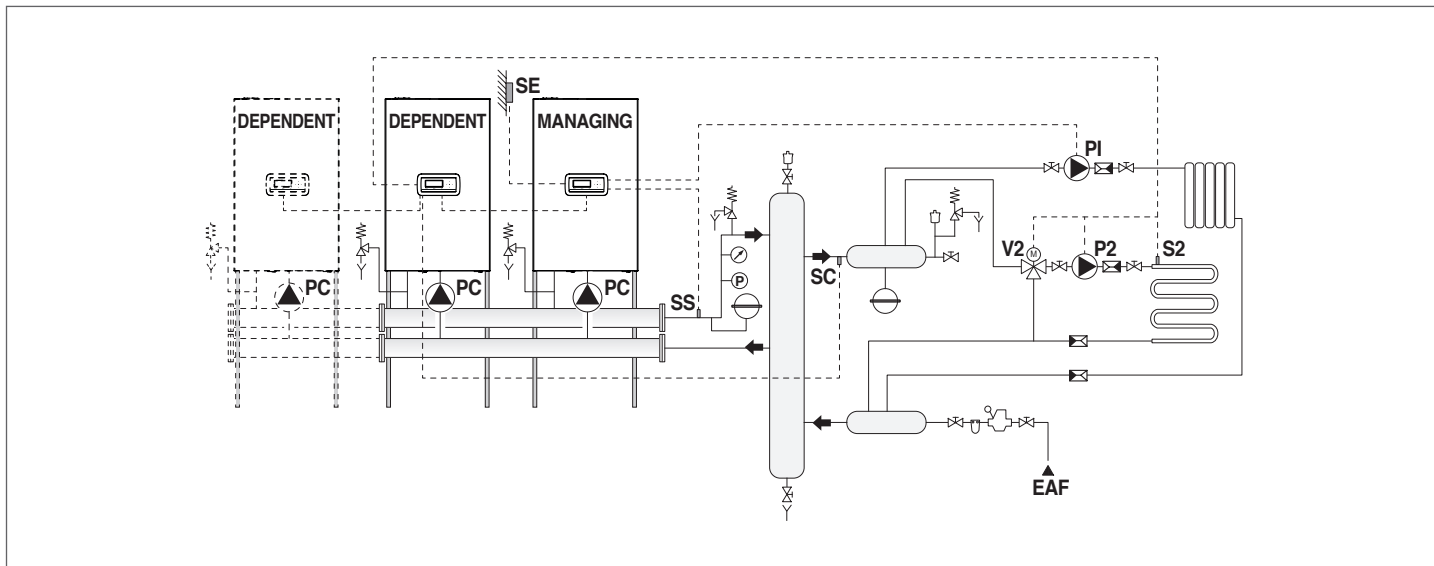 SE
DEPENDENT
DEPENDENT
MANAGING
PI
V2
M
P2
S2
SC
PC
PC
PC
SS
P
EAF